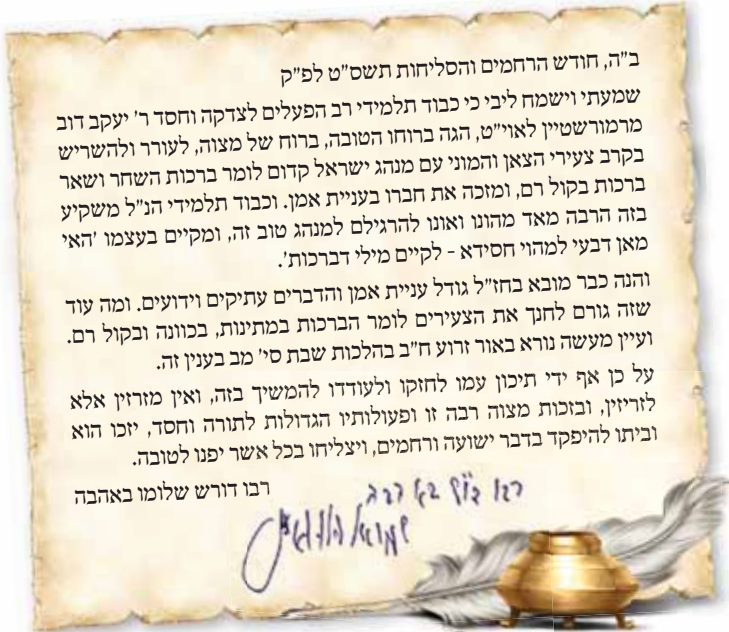 ב"ה, חודש הרחמים והסליחות תשס"ט לפ"ק
שמעתי וישמח ליבי כי כבוד תלמידי רב הפעלים לצדקה וחסד ר' יעקב דוב
מרמורשטיין לאוי"ט, הגה ברוחו הטובה, ברוח של מצוה, לעורר ולהשריש
בקרב צעירי הצאן והמוני עם מנהג ישראל קדום לומר ברכות השחר ושאר
ברכות בקול רם, ומזכה את חברו בעניית אמן. וכבוד תלמידי הנ"ל משקיע
בזה הרבה מאד מהונו ואונו להרגילם למנהג טוב זה, ומקיים בעצמו 'האי
מאן דבעי למהוי חסידא - לקיים מילי דברכות'.
והנה כבר מובא בחז"ל גודל עניית אמן והדברים עתיקים וידועים. ומה עוד
שזה גורם לחנך את הצעירים לומר הברכות במתינות, בכוונה ובקול רם.
ועיין מעשה נורא באור זרוע ח"ב בהלכות שבת סי' מב בענין זה.
על כן אף ידי תיכון עמו לחזקו ולעודדו להמשיך בזה, ואין מזרזין אלא
לזריזין, ובזכות מצוה רבה זו ופעולותיו הגדולות לתורה וחסד, יזכו הוא
וביתו להיפקד בדבר ישועה ורחמים, ויצליחו בכל אשר יפנו לטובה.
רבו דורש שלומו באהבה